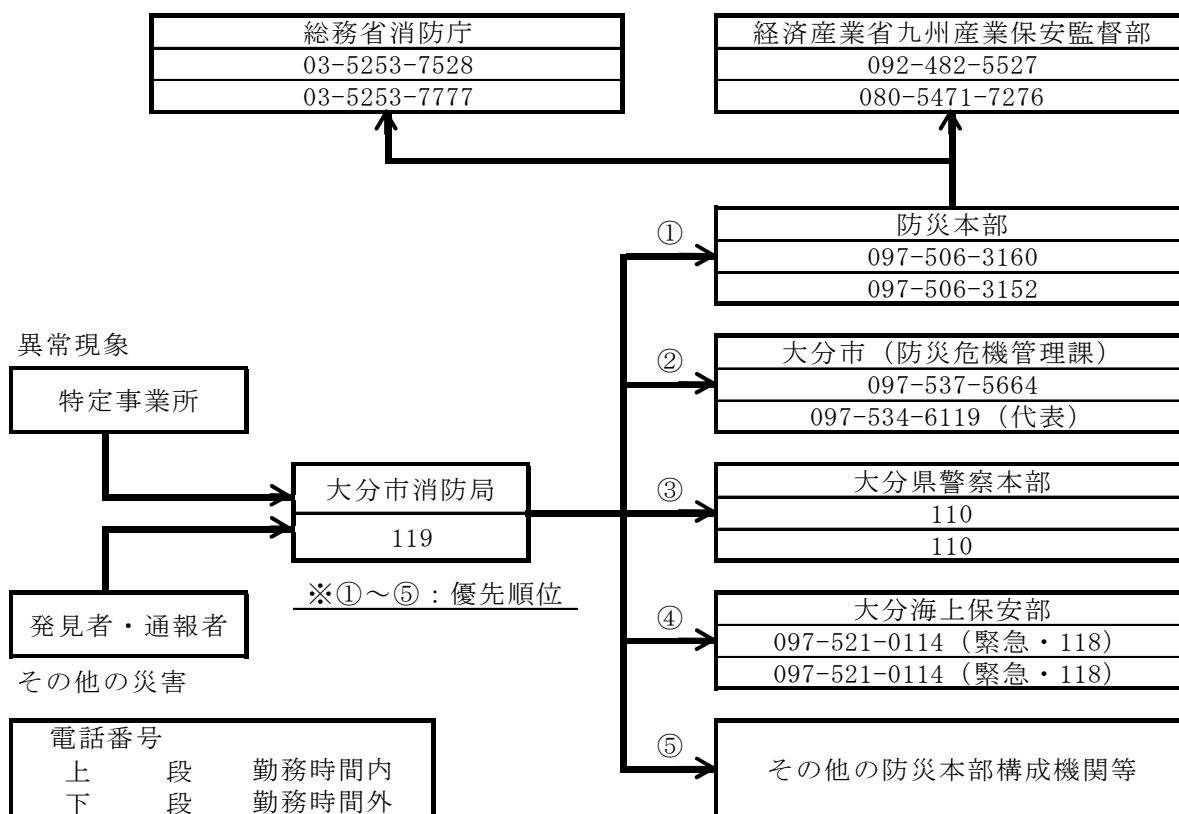 総務省消防庁
03-5253-7528
03-5253-7777
経済産業省九州産業保安監督部
092-482-5527
080-5471-7276
①
防災本部
097-506-3160
097-506-3152
異常現象
特定事業所
②
大分市（防災危機管理課）
097-537-5664
097-534-6119（代表）
大分市消防局
119
③
大分県警察本部
110
110
※①～⑤：優先順位
発見者・通報者
その他の災害
④
大分海上保安部
097-521-0114（緊急・118）
097-521-0114（緊急・118）
電話番号
上　　段　　勤務時間内
下　　段　　勤務時間外
⑤
その他の防災本部構成機関等